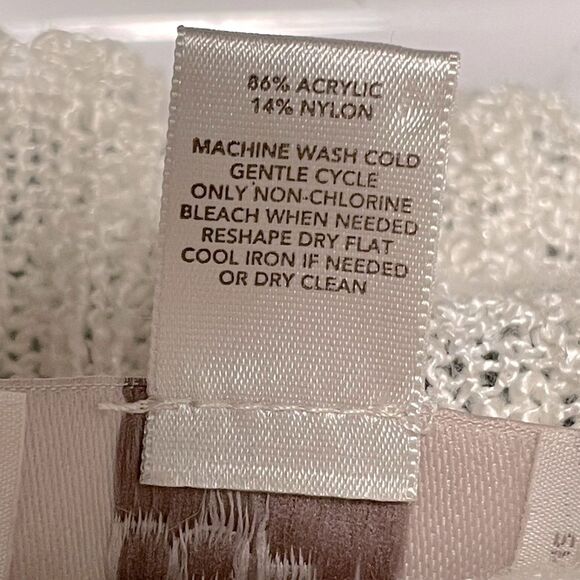 86% ACRYLIC
14% NYLON
MACHINE WASH COLD
GENTLE CYCLE
ONLY NON-CHLORINE
BLEACH WHEN NEEDED
RESHAPE DRY FLAT
COOL IRON IF NEEDED
OR DRY CLEAN